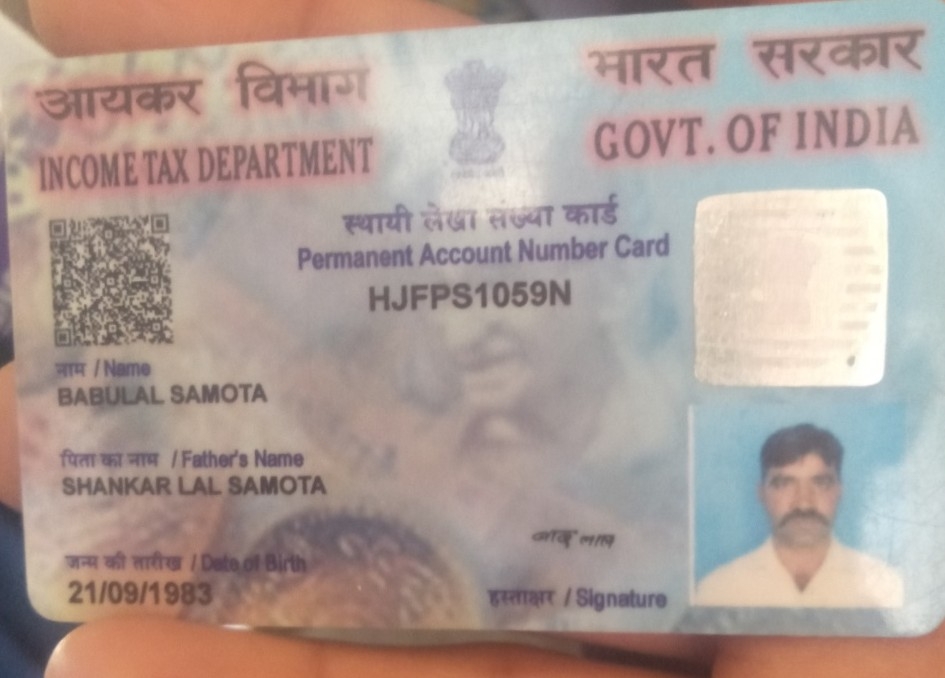 आयकर विभाग
INCOME TAX DEPARTMENT
भारत सरकार
GOVT. OF INDIA
स्थायी लेखा संख्या कार्ड
Permanent Account Number Card
HJFPS1059N
नाम / Name
BABULAL SAMOTA
पिता का नाम / Father's Name
SHANKAR LAL SAMOTA
जन्म की तारीख / Date of Birth
21/09/1983
हस्ताक्षर / Signature